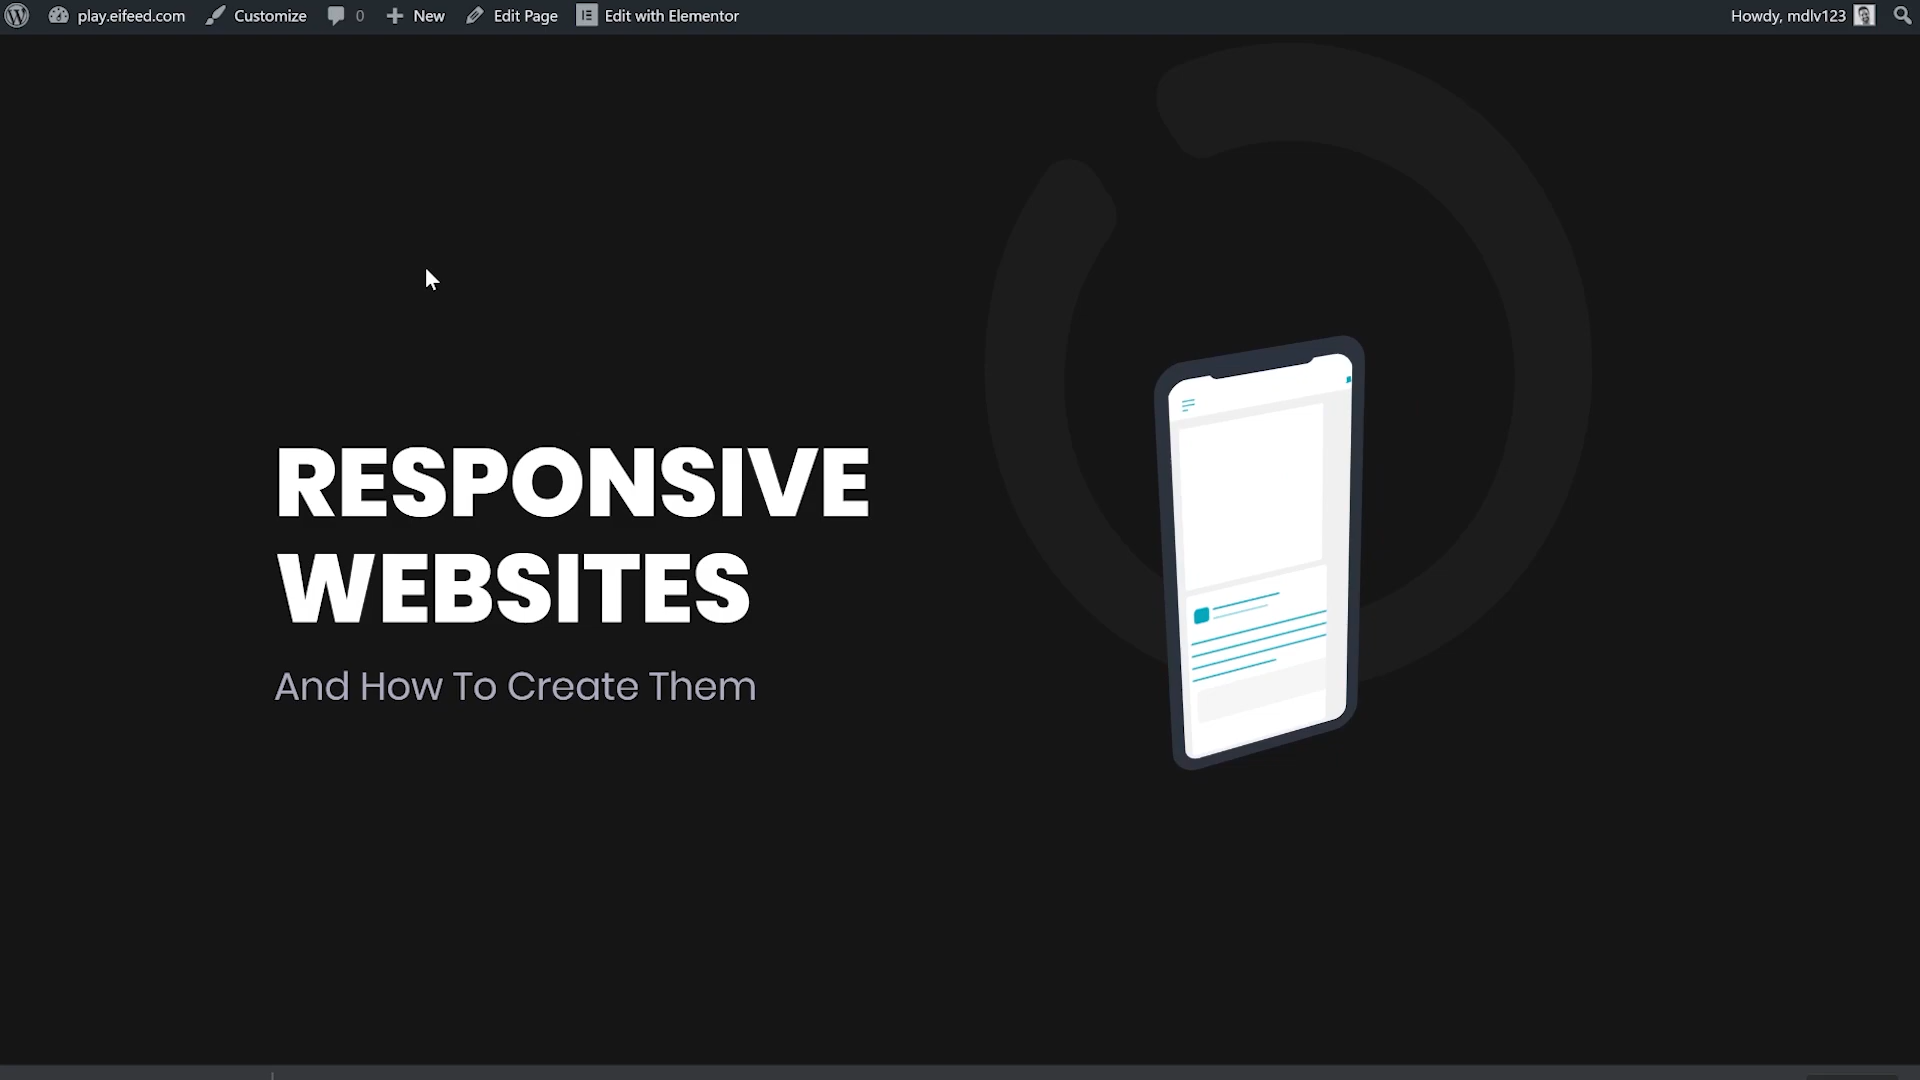 play.eifeed.com Customize 0 New Edit Page Edit with Elementor Howdy, mdlv123
RESPONSIVE
WEBSITES
And How To Create Them